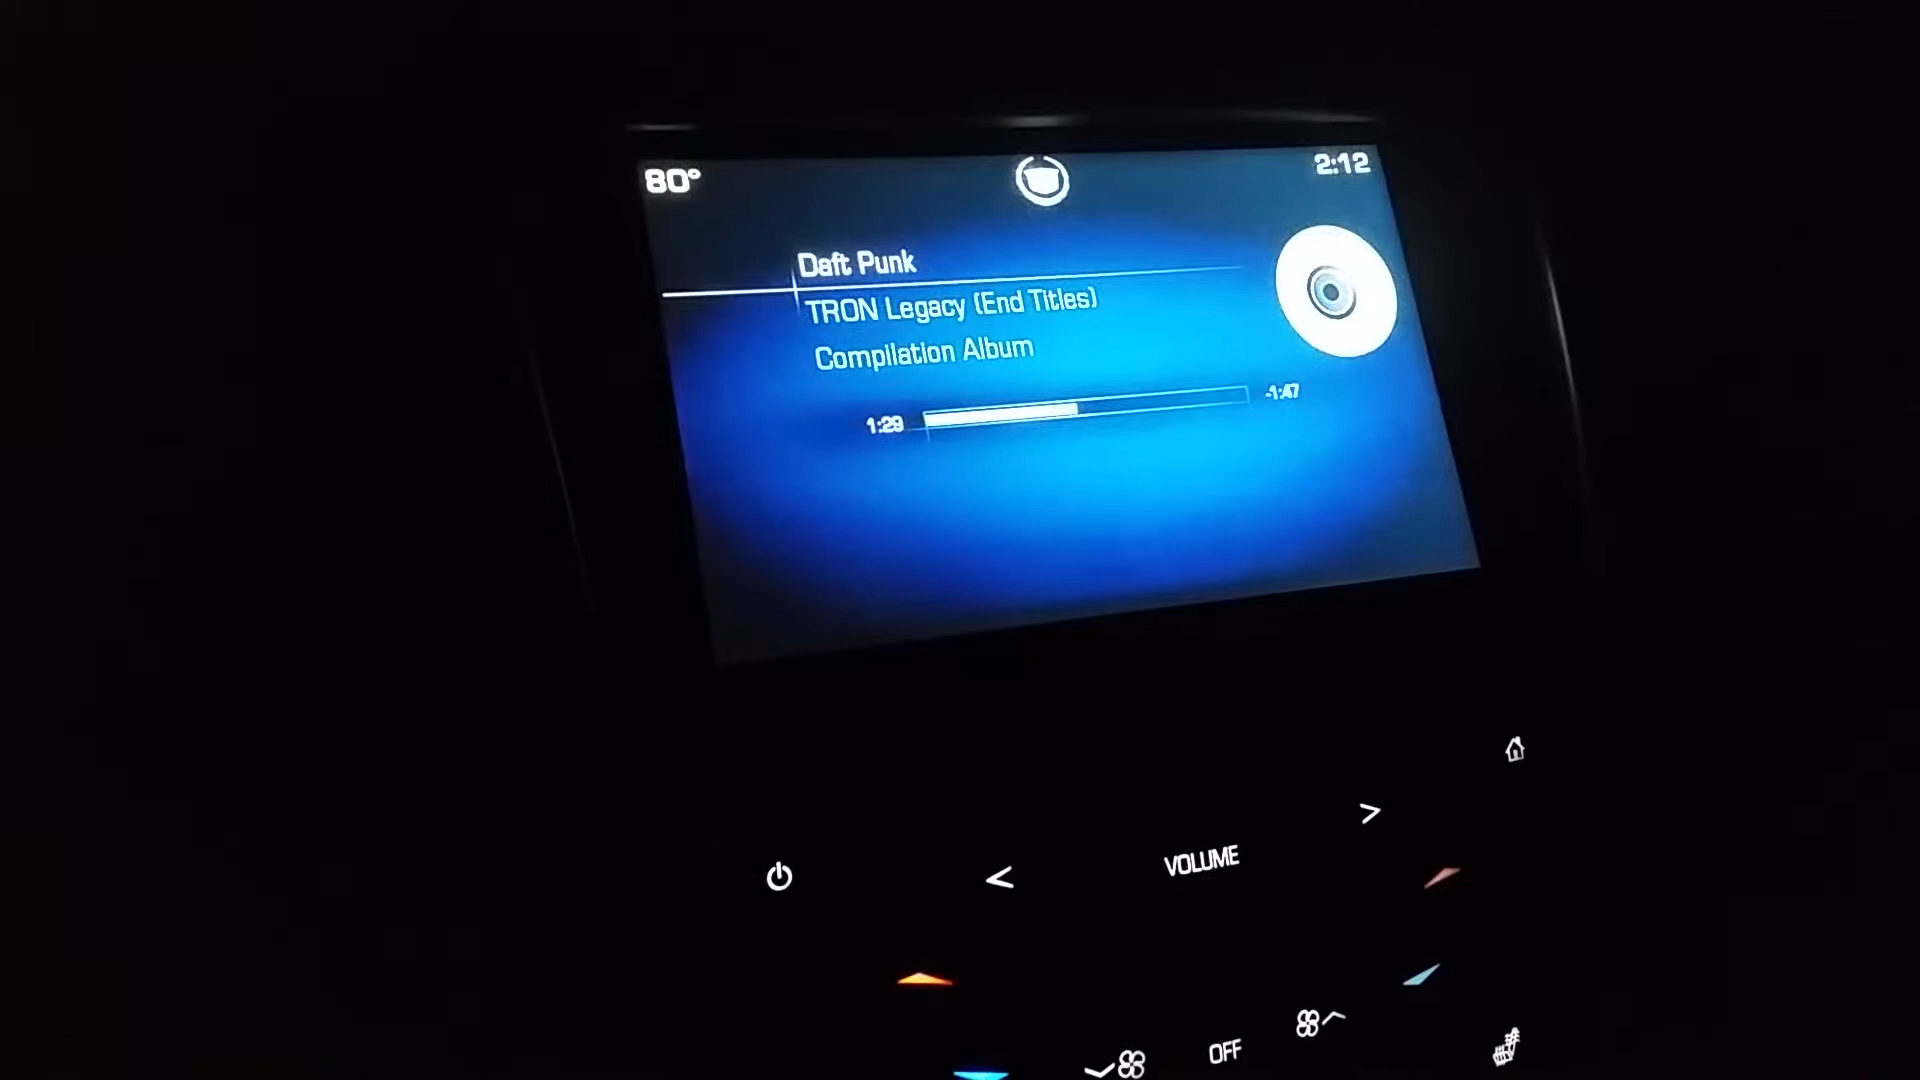 80° 2:12
Daft Punk
TRON Legacy (End Titles)
Compilation Album
1:29 -1:47
VOLUME
OFF